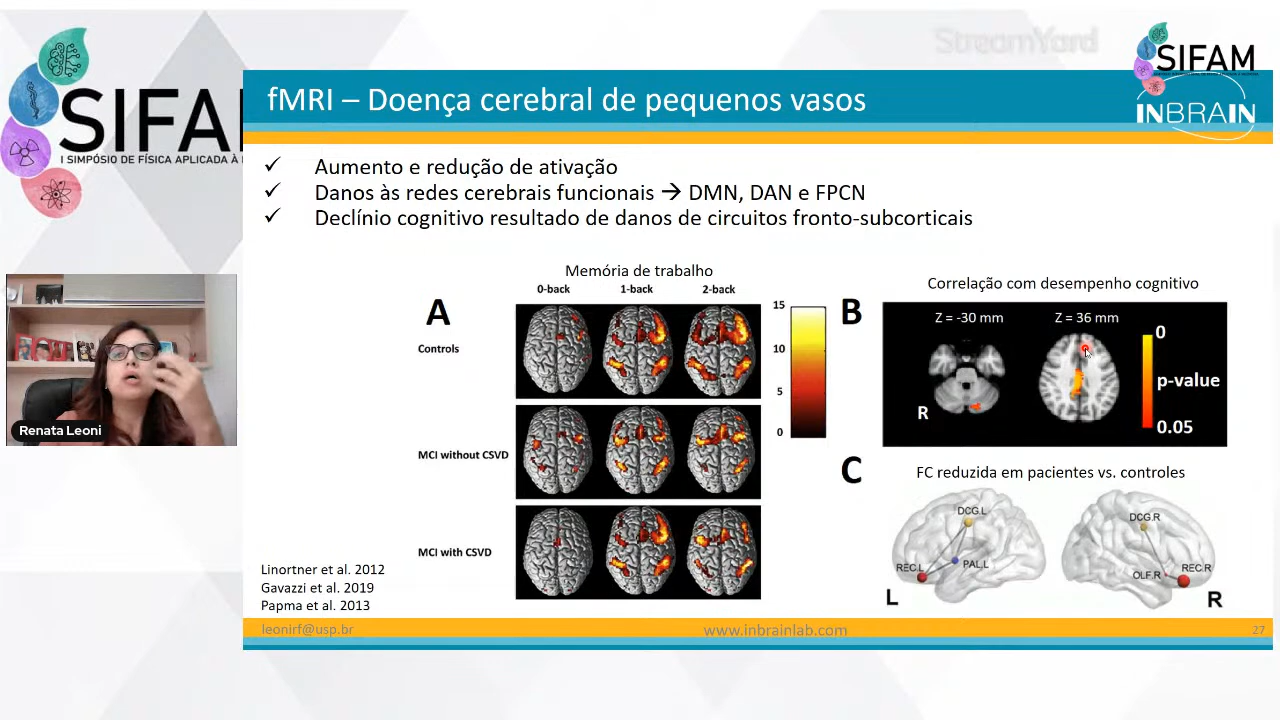 StreamYard
SIFAM
SIFA
I SIMPÓSIO DE FÍSICA APLICADA À
INBRAIN
fMRI – Doença cerebral de pequenos vasos
✓ Aumento e redução de ativação
✓ Danos às redes cerebrais funcionais → DMN, DAN e FPCN
✓ Declínio cognitivo resultado de danos de circuitos fronto-subcorticais
Memória de trabalho
0-back 1-back 2-back
A
Controls
MCI without CSVD
MCI with CSVD
15
10
5
0
B
Correlação com desempenho cognitivo
Z = -30 mm Z = 36 mm
R
0
p-value
0.05
C
FC reduzida em pacientes vs. controles
DCG.L
REC.L
PAL.L
L
DCG.R
OLF.R
REC.R
R
Renata Leoni
Linortner et al. 2012
Gavazzi et al. 2019
Papma et al. 2013
leonirf@usp.br www.inbrainlab.com 27